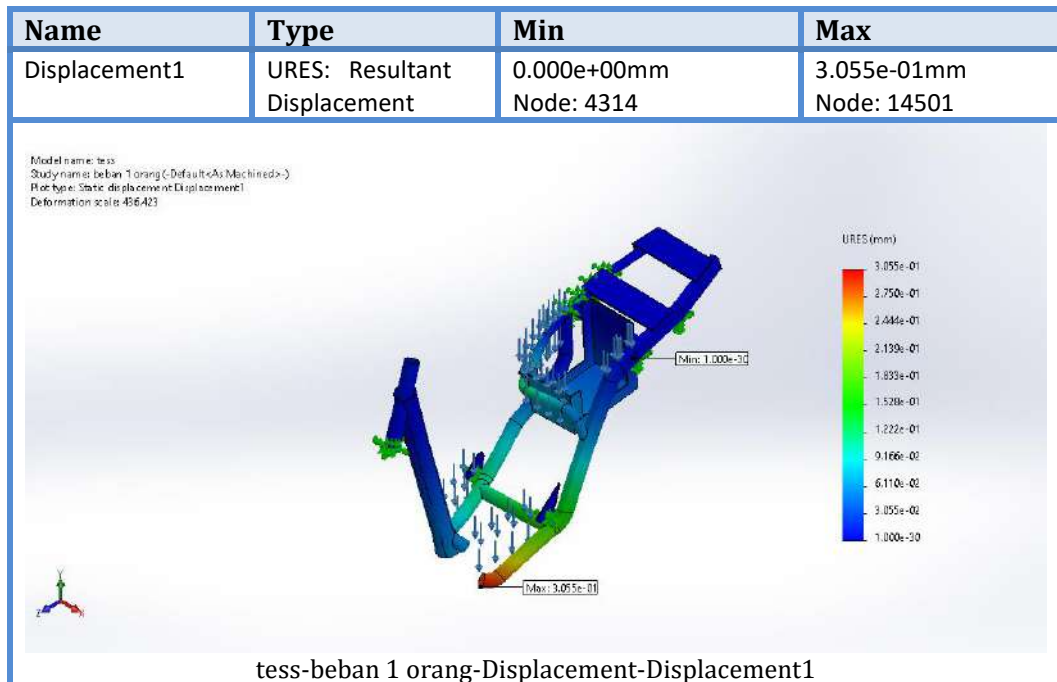 Name Type Min Max
Displacement1 URES: Resultant 0.000e+00mm 3.055e-01mm
Displacement Node: 4314 Node: 14501
Model name: tess
Study name: beban 1 orang(-Default<As Machined>-)
Plot type: Static displacement Displacement1
Deformation scale: 436.423
URES (mm)
3.055e-01
2.750e-01
2.444e-01
2.139e-01
1.833e-01
1.528e-01
1.222e-01
9.166e-02
6.110e-02
3.055e-02
1.000e-30
Min: 1.000e-30
Max: 3.055e-01
Y
Z X
tess-beban 1 orang-Displacement-Displacement1